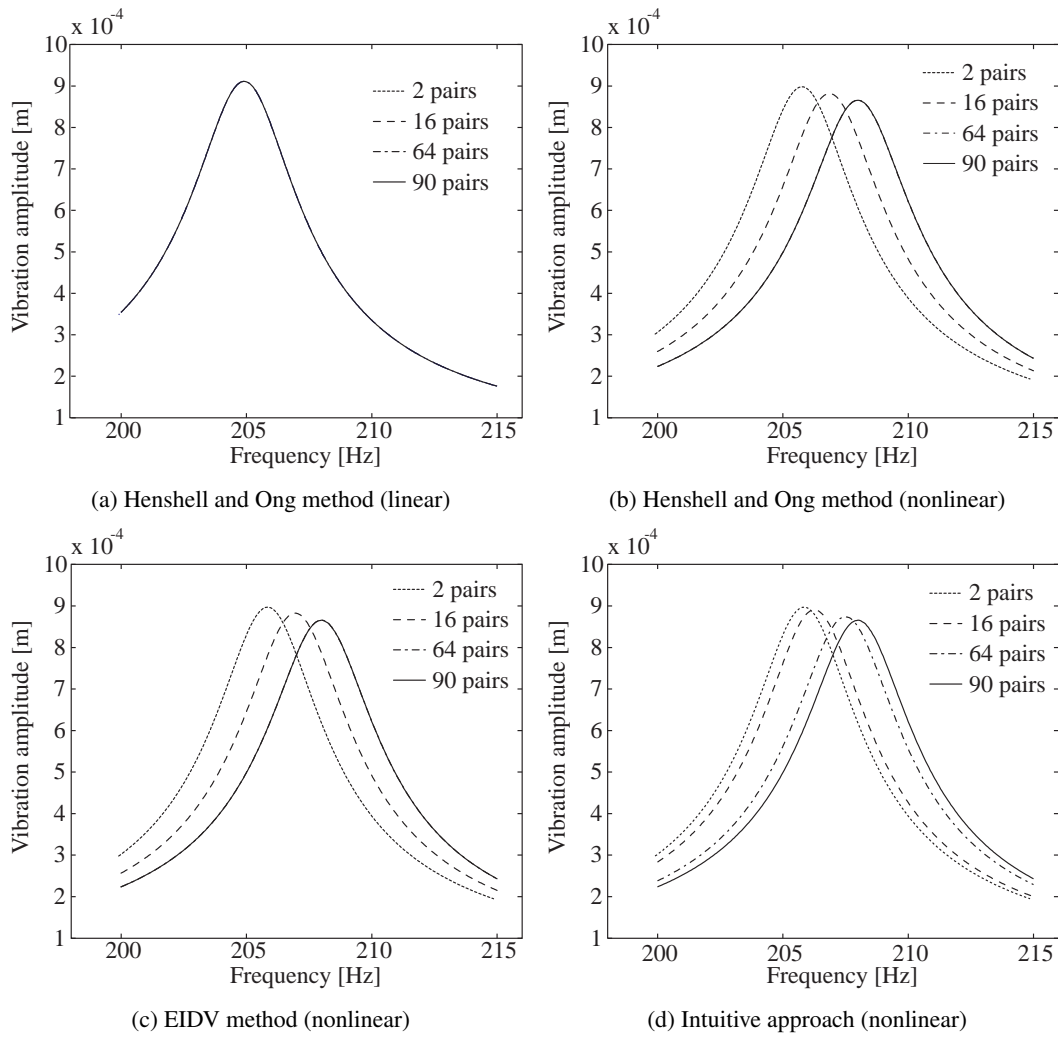 x 10-4
10
9
8
7
6
5
4
3
2
1
Vibration amplitude [m]
2 pairs
16 pairs
64 pairs
90 pairs
200
205
210
215
Frequency [Hz]
(a) Henshell and Ong method (linear)
x 10-4
10
9
8
7
6
5
4
3
2
1
Vibration amplitude [m]
2 pairs
16 pairs
64 pairs
90 pairs
200
205
210
215
Frequency [Hz]
(b) Henshell and Ong method (nonlinear)
x 10-4
10
9
8
7
6
5
4
3
2
1
Vibration amplitude [m]
2 pairs
16 pairs
64 pairs
90 pairs
200
206
210
215
Frequency [Hz]
(c) EIDV method (nonlinear)
x 10-4
10
9
8
7
6
5
4
3
2
1
Vibration amplitude [m]
2 pairs
16 pairs
64 pairs
90 pairs
200
206
210
215
Frequency [Hz]
(d) Intuitive approach (nonlinear)